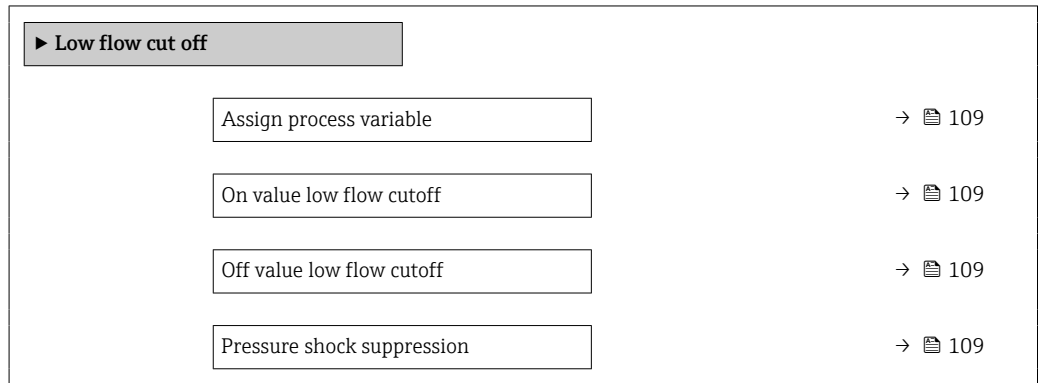 ► Low flow cut off
Assign process variable → 109
On value low flow cutoff → 109
Off value low flow cutoff → 109
Pressure shock suppression → 109